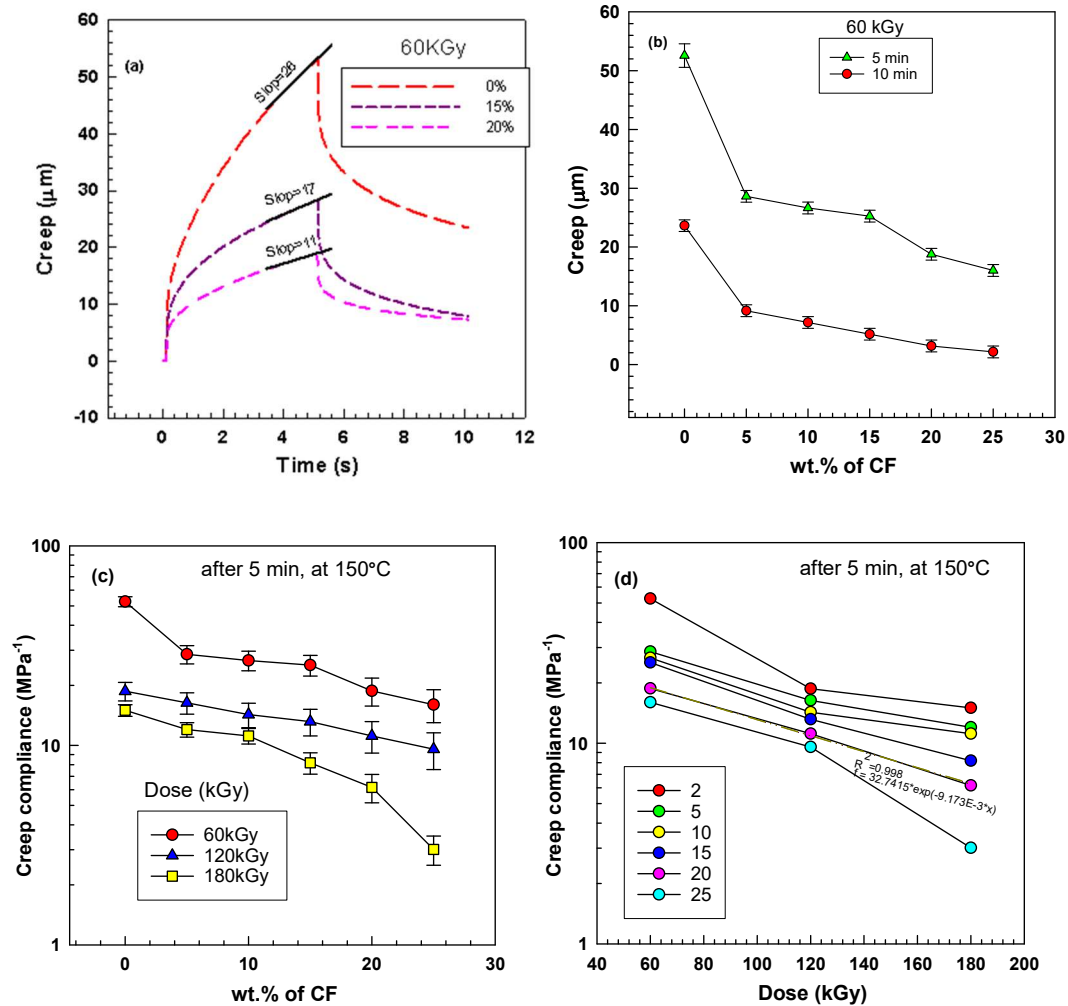 60
50
40
30
20
10
0
-10
0
2
4
6
8
10
12
Creep (μm)
Time (s)
(a)
60KGy
0%
15%
20%
Slop=26
Slop=17
Slop=11
60 kGy
(b)
5 min
10 min
60
50
40
30
20
10
0
0
5
10
15
20
25
30
Creep (μm)
wt.% of CF
100
10
1
0
10
20
30
Creep compliance (MPa-1)
wt.% of CF
(c)
after 5 min, at 150°C
Dose (kGy)
60kGy
120kGy
180kGy
100
10
1
40
60
80
100
120
140
160
180
200
Creep compliance (MPa-1)
Dose (kGy)
(d)
after 5 min, at 150°C
2
R =0.998
f = 32.7415*exp(-9.173E-3*x)
2
5
10
15
20
25